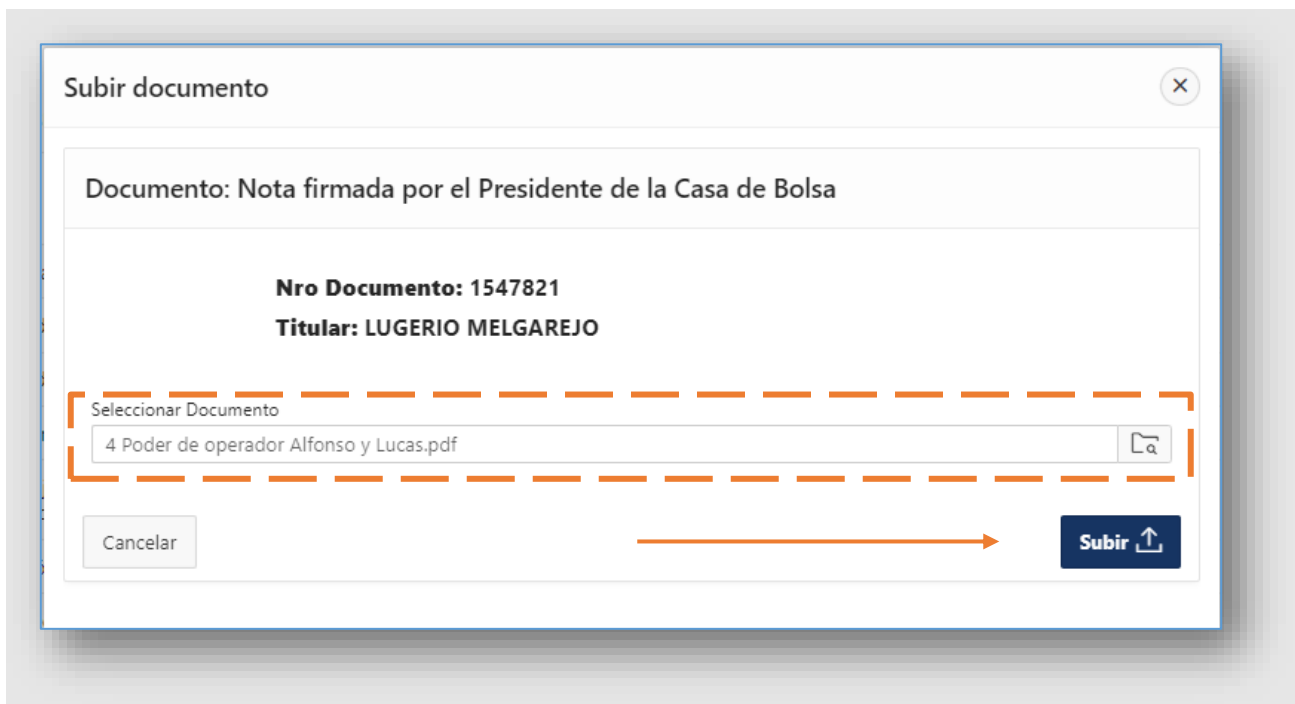 Subir documento
Documento: Nota firmada por el Presidente de la Casa de Bolsa
Nro Documento: 1547821
Titular: LUGERIO MELGAREJO
Seleccionar Documento
4 Poder de operador Alfonso y Lucas.pdf
Cancelar
Subir